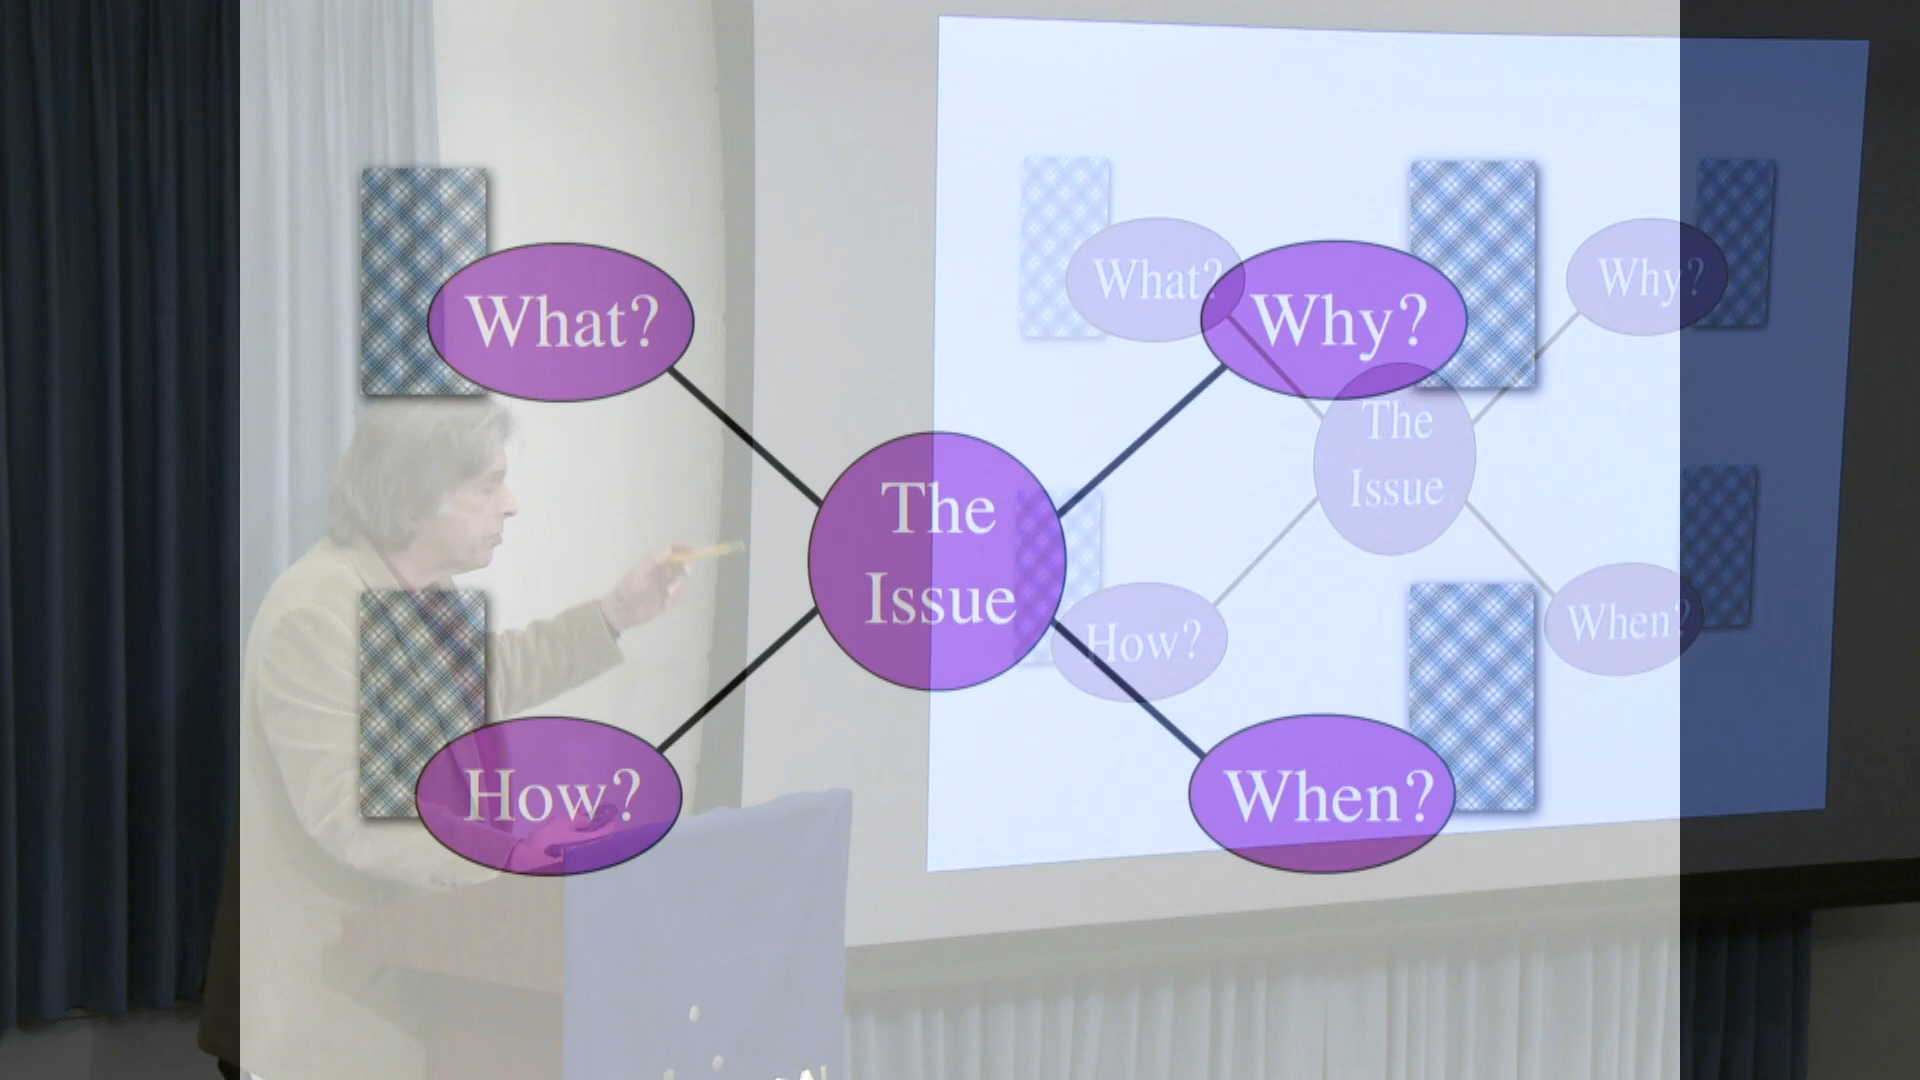 What?
Why?
The
Issue
How?
When?
What?
Why?
The
Issue
How?
When?